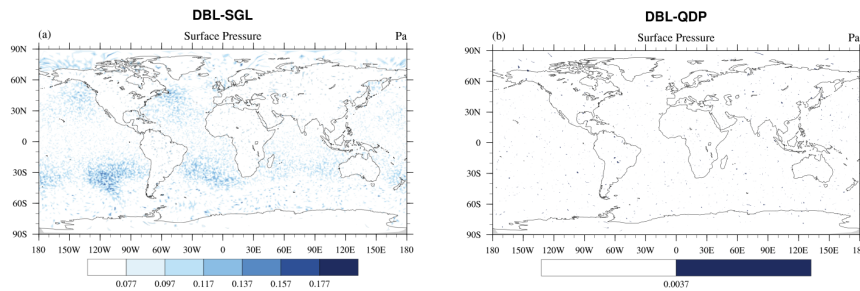 DBL-SGL
(a) Surface Pressure Pa
90N
60N
30N
0
30S
60S
90S
180 150W 120W 90W 60W 30W 0 30E 60E 90E 120E 150E 180
0.077 0.097 0.117 0.137 0.157 0.177
DBL-QDP
(b) Surface Pressure Pa
90N
60N
30N
0
30S
60S
90S
180 150W 120W 90W 60W 30W 0 30E 60E 90E 120E 150E 18
0.0037